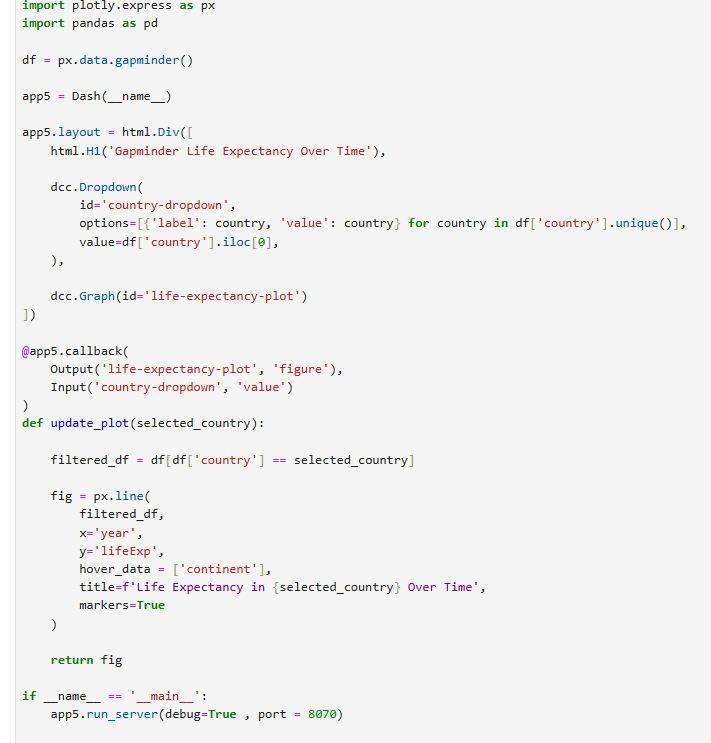 import plotly.express as px
import pandas as pd
df = px.data.gapminder()
app5 = Dash(__name__)
app5.layout = html.Div([
    html.H1('Gapminder Life Expectancy Over Time'),
    dcc.Dropdown(
        id='country-dropdown',
        options=[{'label': country, 'value': country} for country in df['country'].unique()],
        value=df['country'].iloc[0],
    ),
    dcc.Graph(id='life-expectancy-plot')
])
@app5.callback(
    Output('life-expectancy-plot', 'figure'),
    Input('country-dropdown', 'value')
)
def update_plot(selected_country):
    filtered_df = df[df['country'] == selected_country]
    fig = px.line(
        filtered_df,
        x='year',
        y='lifeExp',
        hover_data = ['continent'],
        title=f'Life Expectancy in {selected_country} Over Time',
        markers=True
    )
    return fig
if __name__ == '__main__':
    app5.run_server(debug=True , port = 8070)